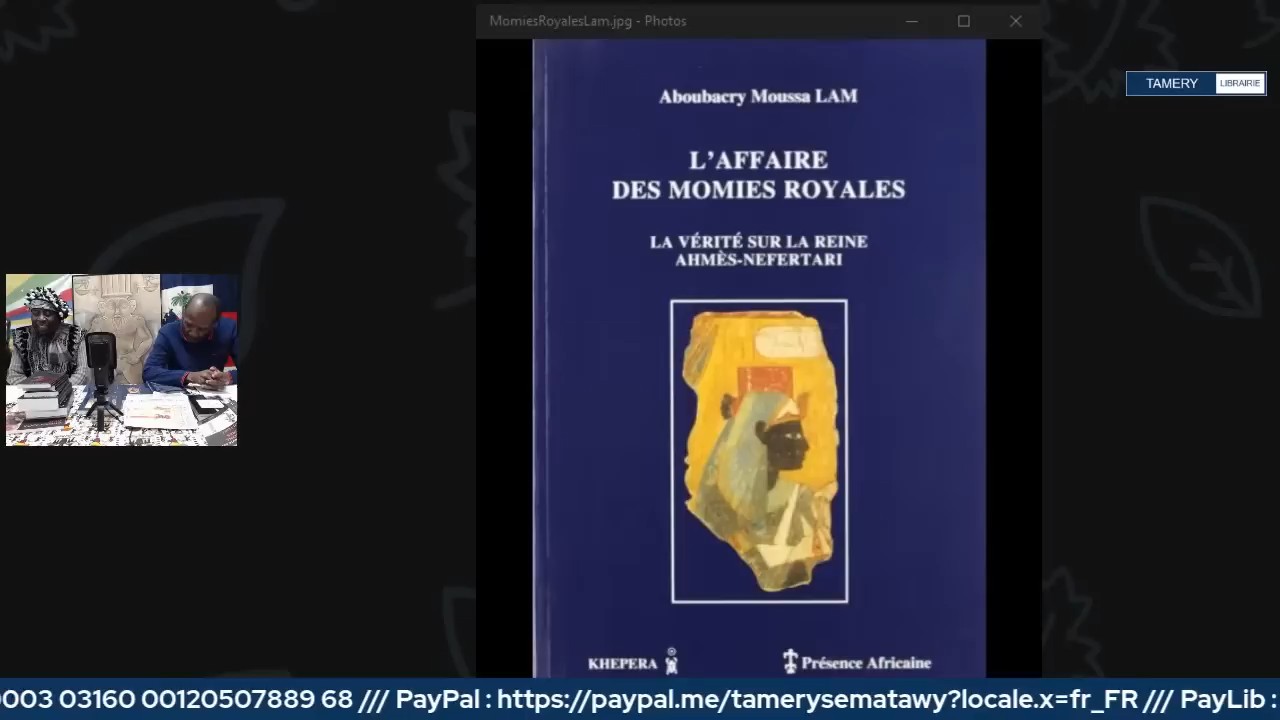 MomiesRoyalesLam.jpg - Photos
TAMERY LIBRAIRIE
Aboubacry Moussa LAM
L'AFFAIRE
DES MOMIES ROYALES
LA VÉRITÉ SUR LA REINE
AHMÈS-NEFERTARI
KHEPERA
Présence Africaine
0003 03160 00120507889 68 /// PayPal : https://paypal.me/tamerysematawy?locale.x=fr_FR /// PayLib :